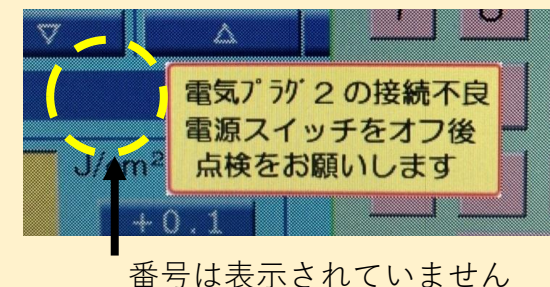 ▽
△
電気ﾌﾟﾗｸﾞ2の接続不良
電源スイッチをオフ後
点検をお願いします
+0.1
番号は表示されていません